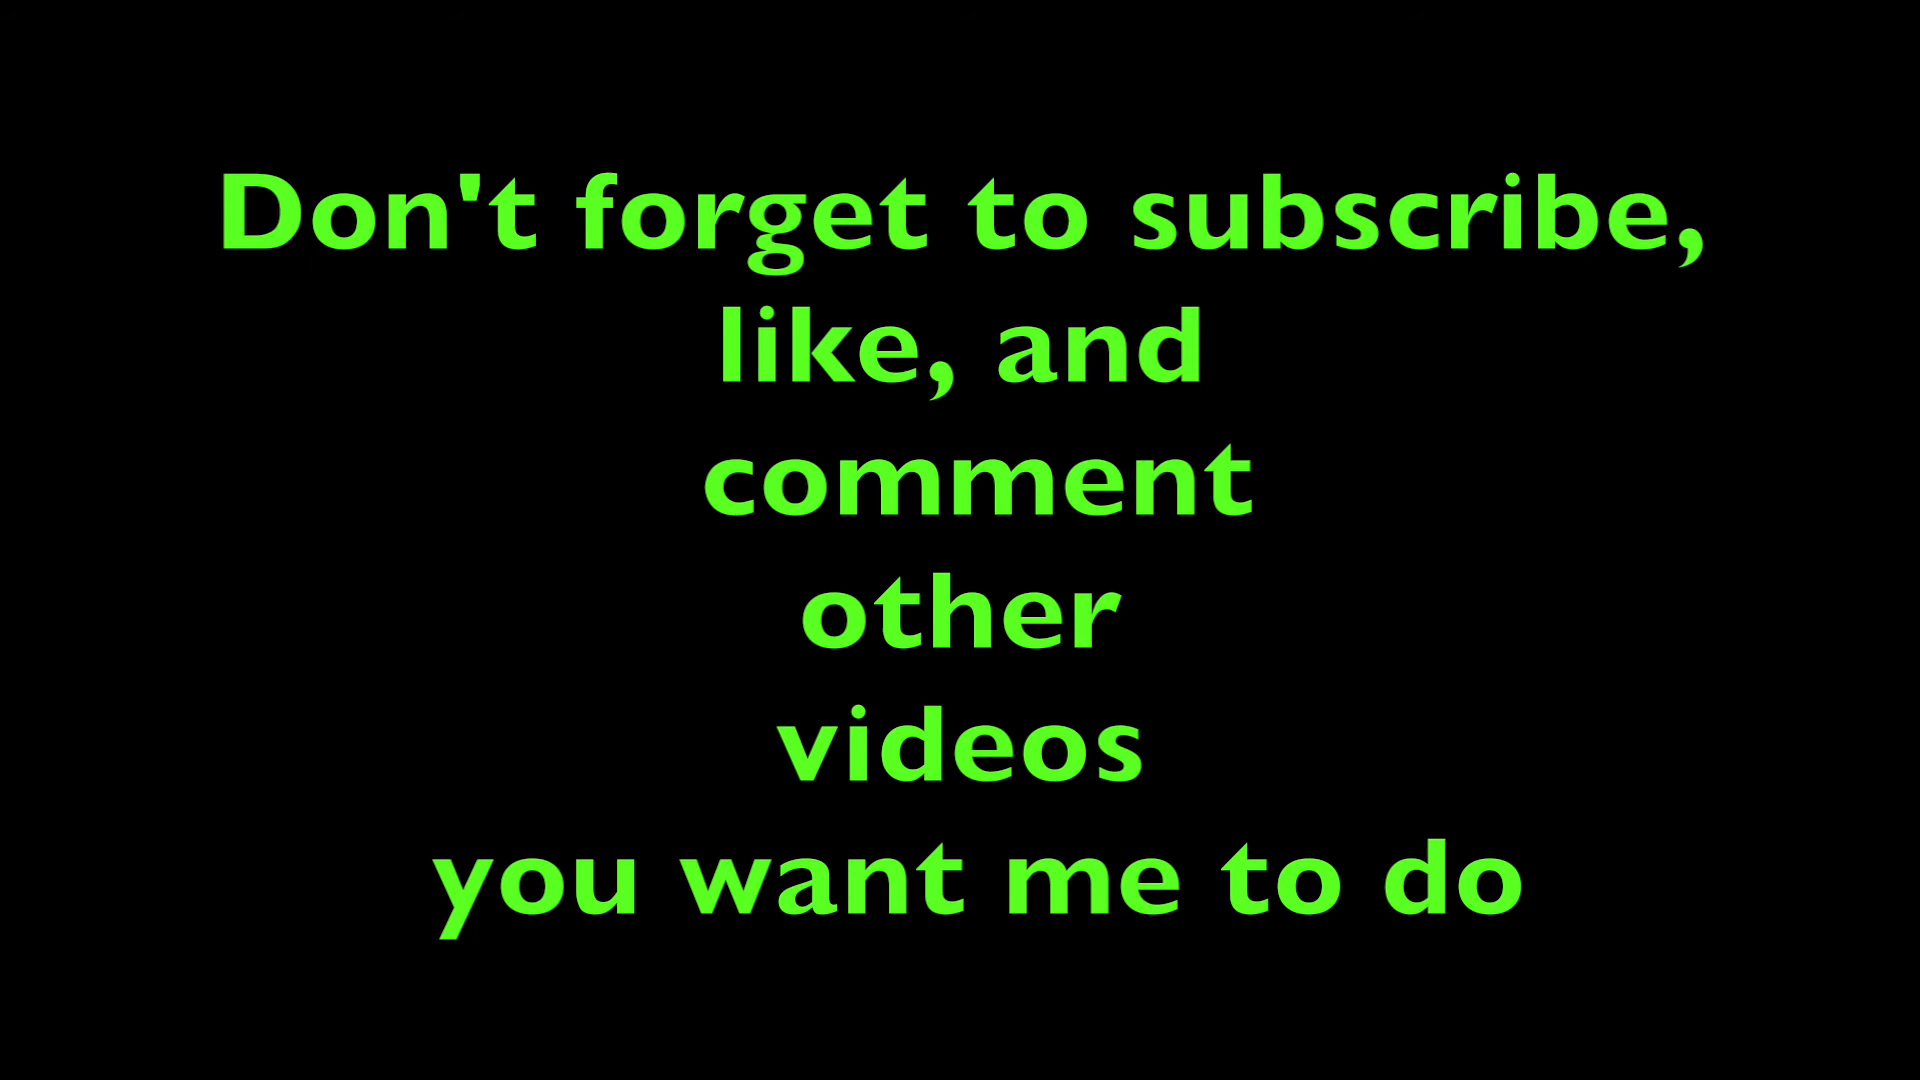 Don't forget to subscribe,
like, and
comment
other
videos
you want me to do